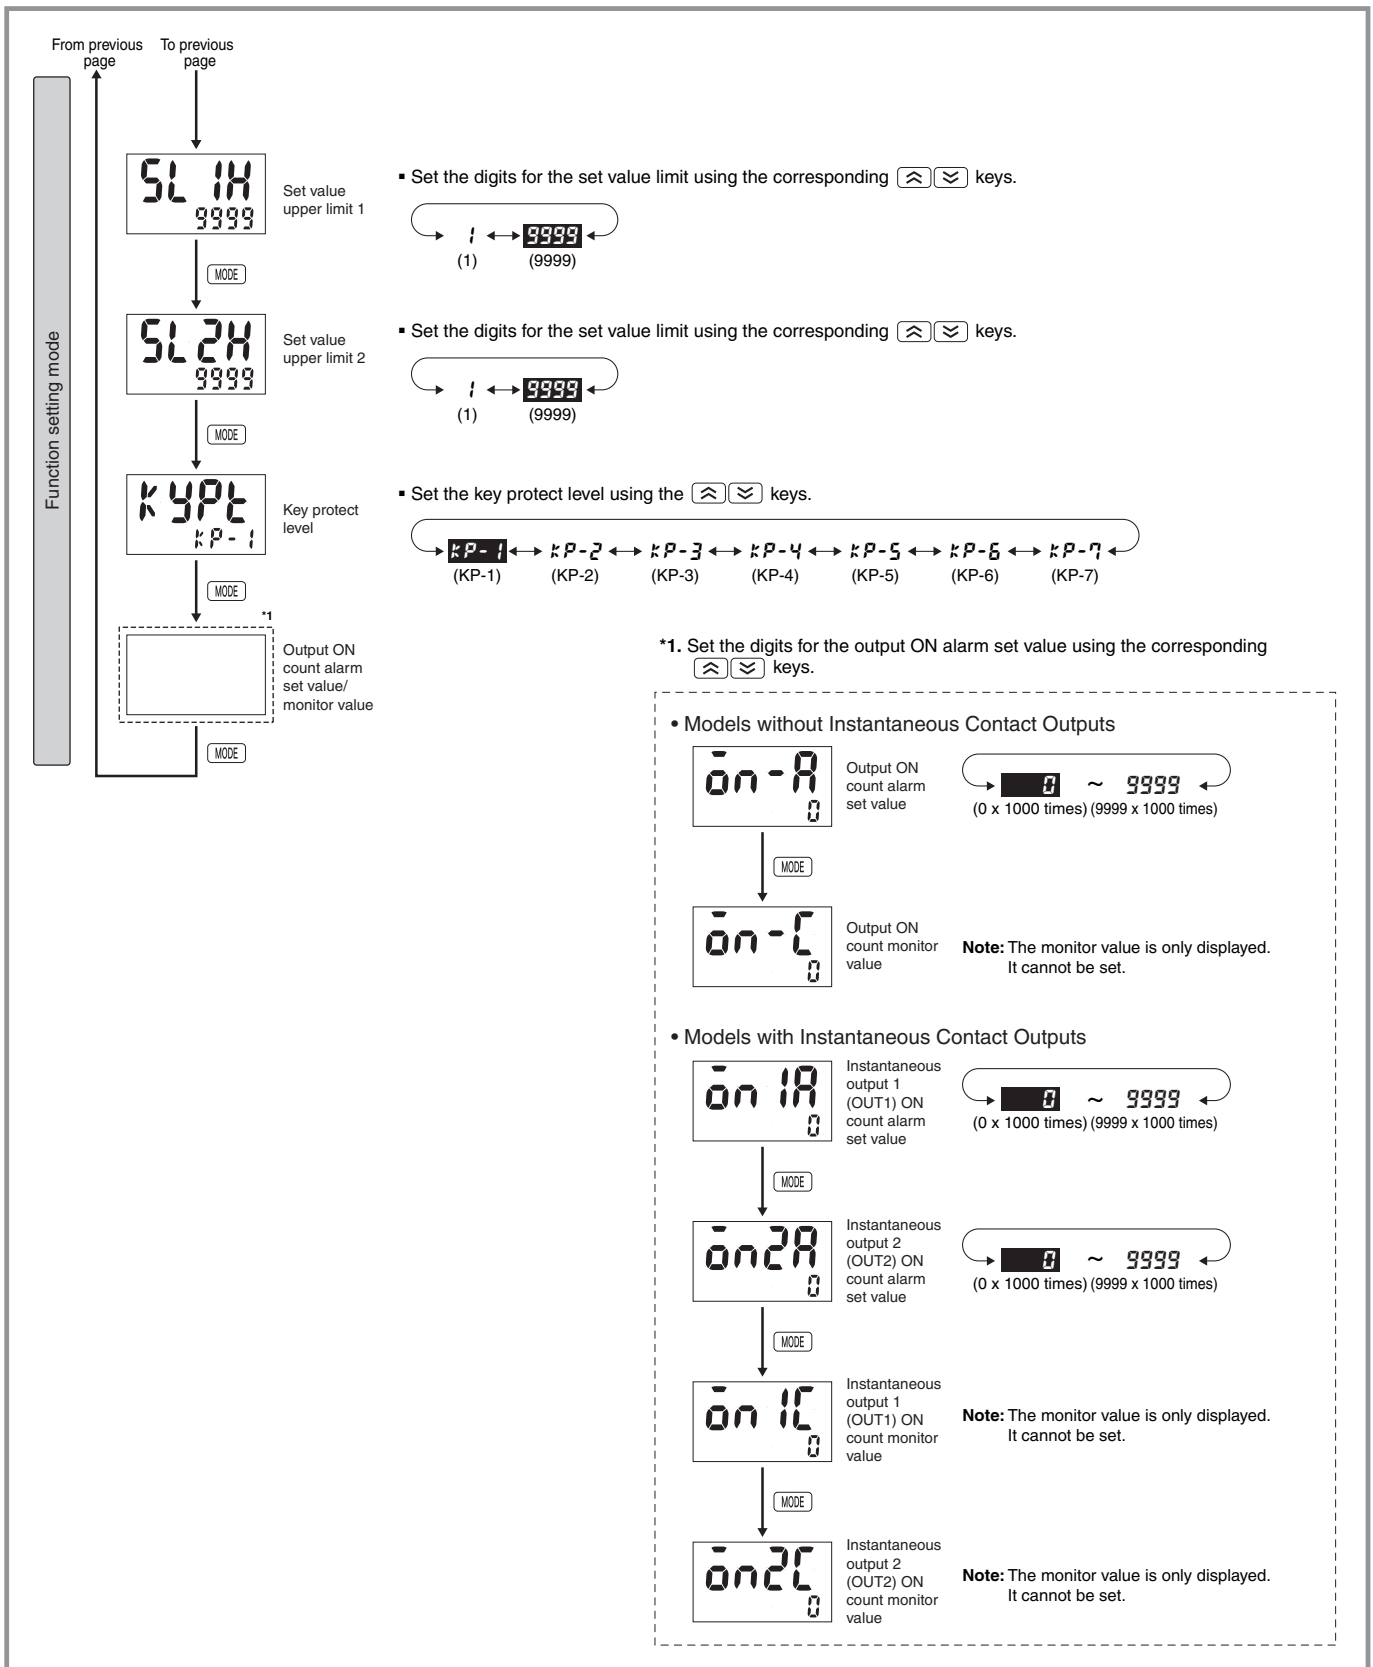 From previous page
To previous page
Function setting mode
SL1H
9999
Set value
upper limit 1
▪ Set the digits for the set value limit using the corresponding keys.
1 9999
(1) (9999)
MODE
SL2H
9999
Set value
upper limit 2
▪ Set the digits for the set value limit using the corresponding keys.
1 9999
(1) (9999)
MODE
KYPt
KP-1
Key protect
level
▪ Set the key protect level using the keys.
KP-1 KP-2 KP-3 KP-4 KP-5 KP-6 KP-7
(KP-1) (KP-2) (KP-3) (KP-4) (KP-5) (KP-6) (KP-7)
MODE
*1
Output ON
count alarm
set value/
monitor value
MODE
*1. Set the digits for the output ON alarm set value using the corresponding
keys.
• Models without Instantaneous Contact Outputs
on-A
0
Output ON
count alarm
set value
0 ~ 9999
(0 x 1000 times) (9999 x 1000 times)
MODE
on-C
0
Output ON
count monitor
value
Note: The monitor value is only displayed.
It cannot be set.
• Models with Instantaneous Contact Outputs
on1A
0
Instantaneous
output 1
(OUT1) ON
count alarm
set value
0 ~ 9999
(0 x 1000 times) (9999 x 1000 times)
MODE
on2A
0
Instantaneous
output 2
(OUT2) ON
count alarm
set value
0 ~ 9999
(0 x 1000 times) (9999 x 1000 times)
MODE
on1C
0
Instantaneous
output 1
(OUT1) ON
count monitor
value
Note: The monitor value is only displayed.
It cannot be set.
MODE
on2C
0
Instantaneous
output 2
(OUT2) ON
count monitor
value
Note: The monitor value is only displayed.
It cannot be set.